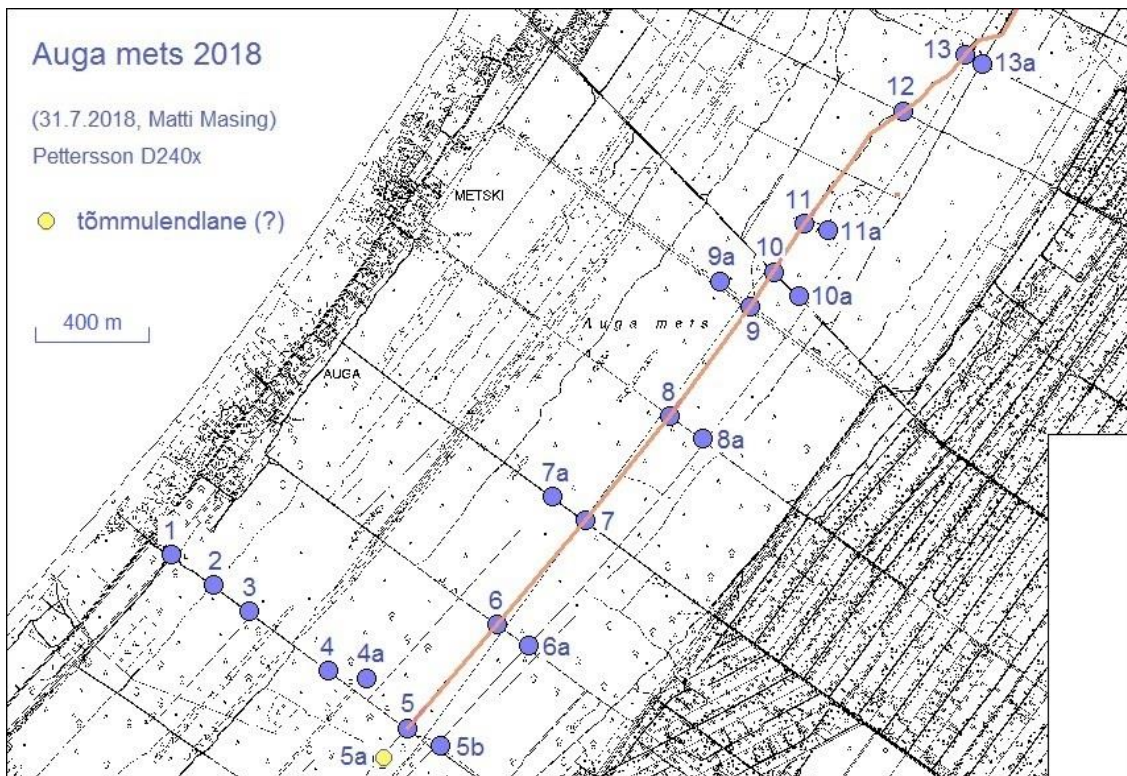 Auga mets 2018
(31.7.2018, Matti Masing)
Pettersson D240x
tõmmulendlane (?)
400 m
METSKI
AUGA
Auga mets
13
13a
12
11
11a
10
10a
9a
9
8
8a
7a
7
1
2
3
6
6a
4
4a
5
5b
5a